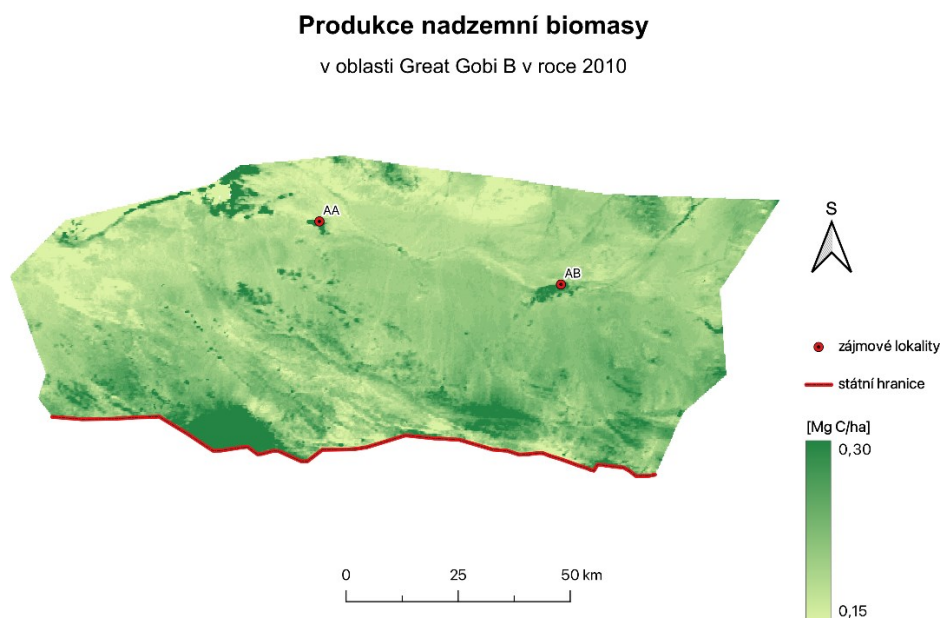 Produkce nadzemní biomasy
v oblasti Great Gobi B v roce 2010
AA
S
AB
zájmové lokality
státní hranice
[Mg C/ha]
0,30
0,15
0 25 50 km